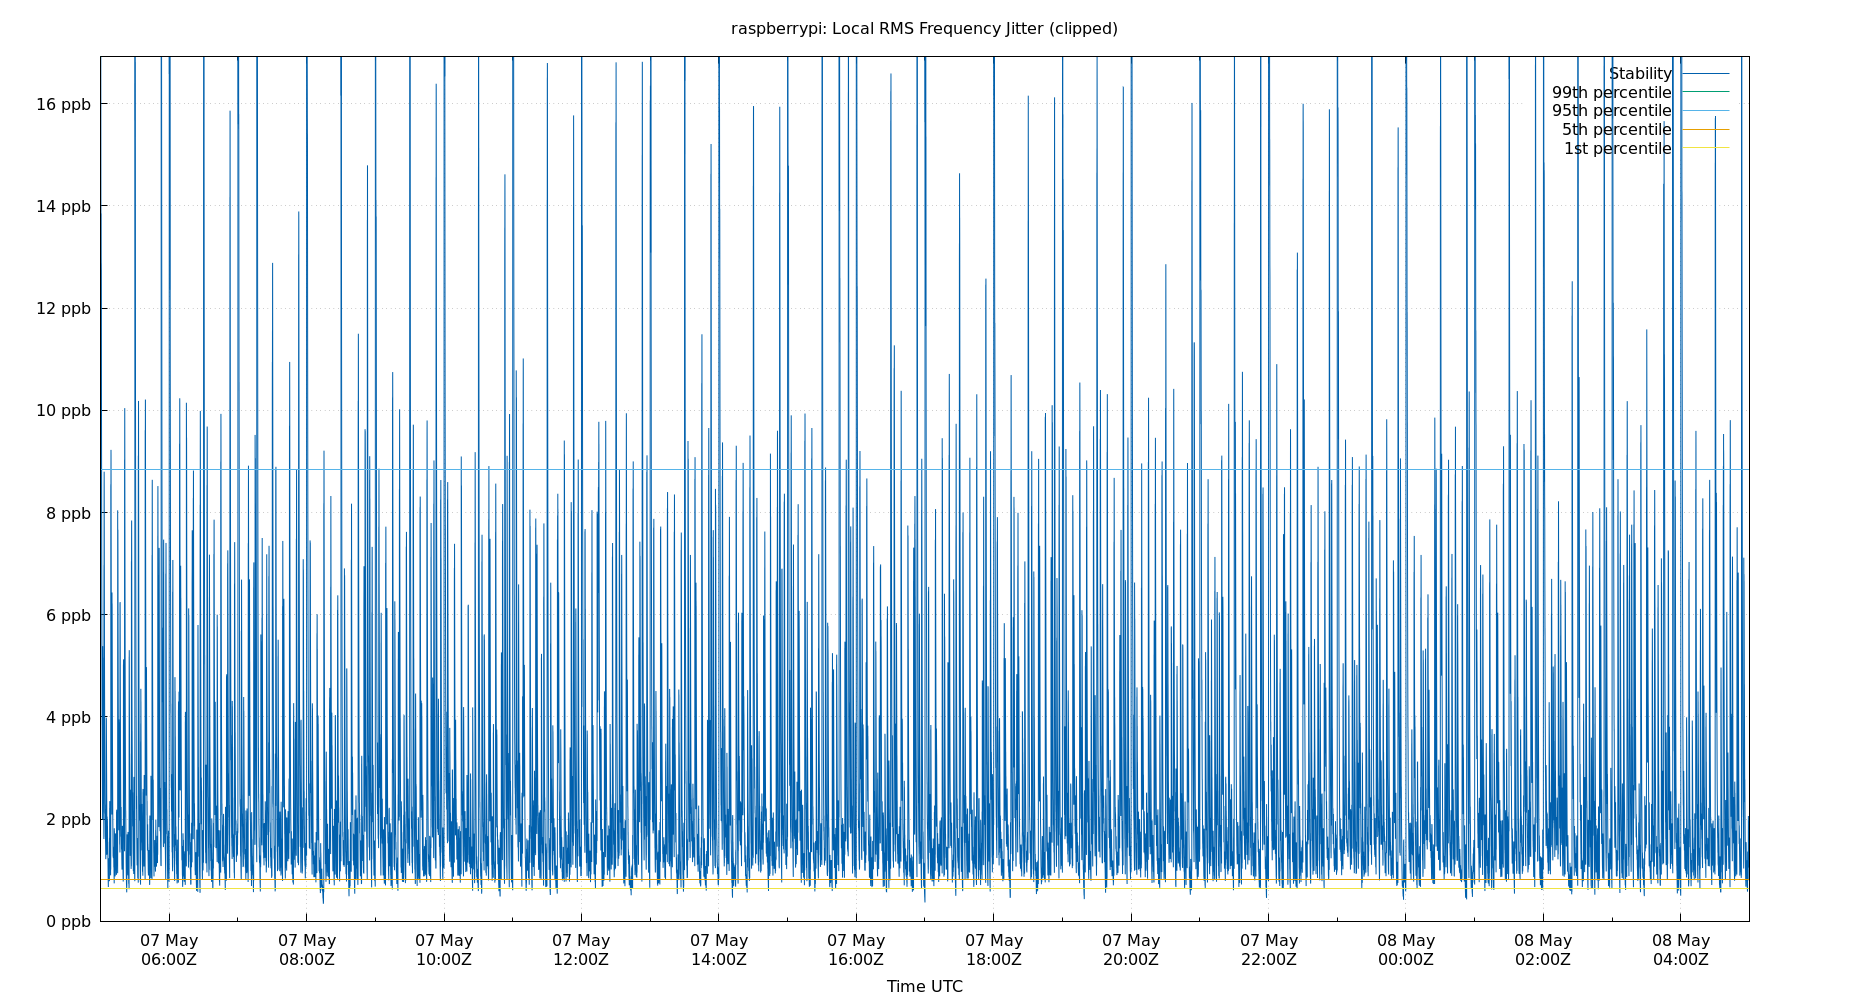 raspberrypi: Local RMS Frequency Jitter (clipped)
Stability
99th percentile
95th percentile
5th percentile
1st percentile
16 ppb
14 ppb
12 ppb
10 ppb
8 ppb
6 ppb
4 ppb
2 ppb
0 ppb
07 May 07 May 07 May 07 May 07 May 07 May 07 May 07 May 07 May 08 May 08 May 08 May
06:00Z 08:00Z 10:00Z 12:00Z 14:00Z 16:00Z 18:00Z 20:00Z 22:00Z 00:00Z 02:00Z 04:00Z
Time UTC